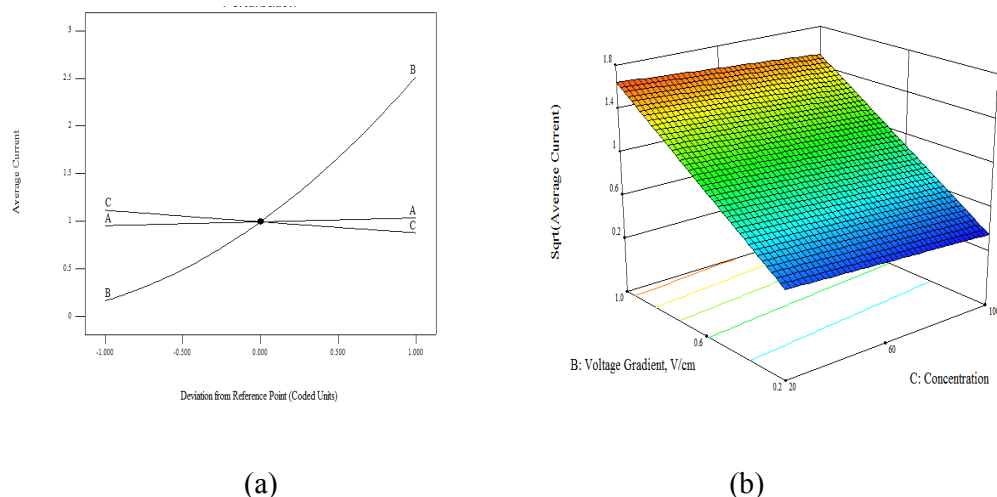 3
2.5
2
1.5
1
0.5
0
Average Current
B
C
A
B
A
C
-1.000 -0.500 0.000 0.500 1.000
Deviation from Reference Point (Coded Units)
(a)
1.8
1.4
1
0.6
0.2
Sqrt(Average Current)
1.0
0.6
0.2
B: Voltage Gradient, V/cm
20
60
100
C: Concentration
(b)